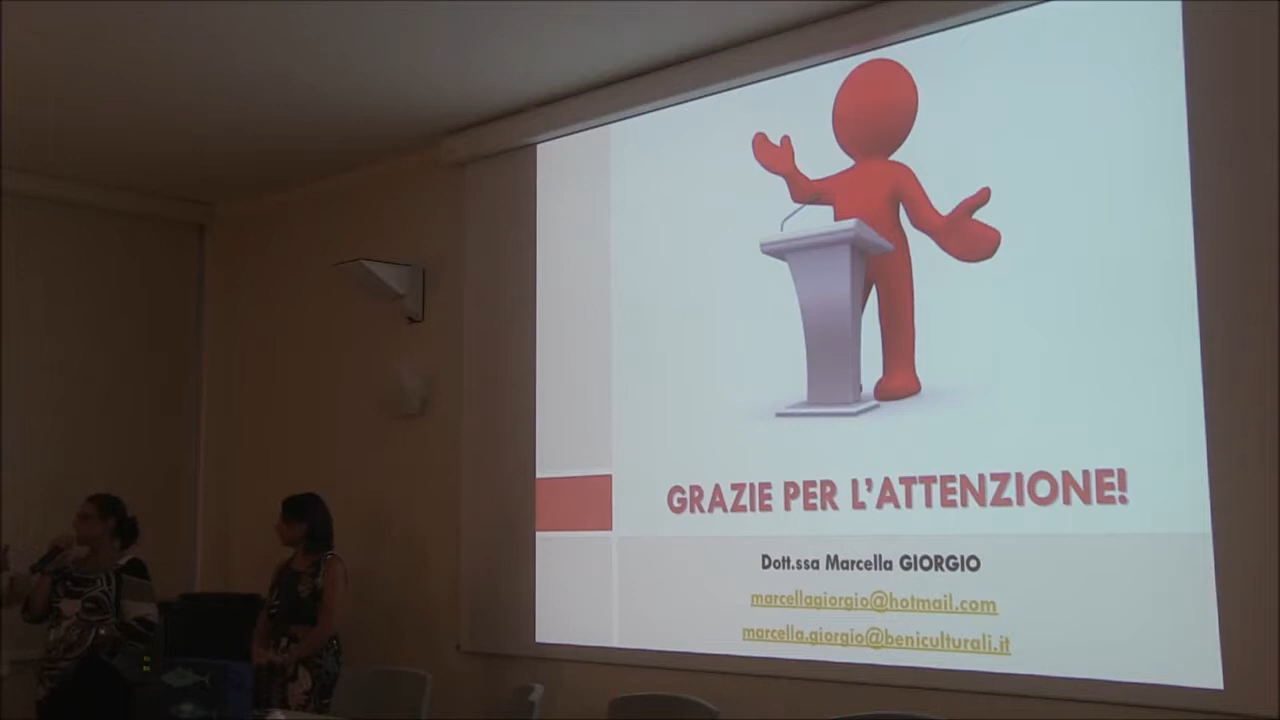 GRAZIE PER L'ATTENZIONE!
Dott.ssa Marcella GIORGIO
marcellagiorgio@hotmail.com
marcella.giorgio@beniculturali.it